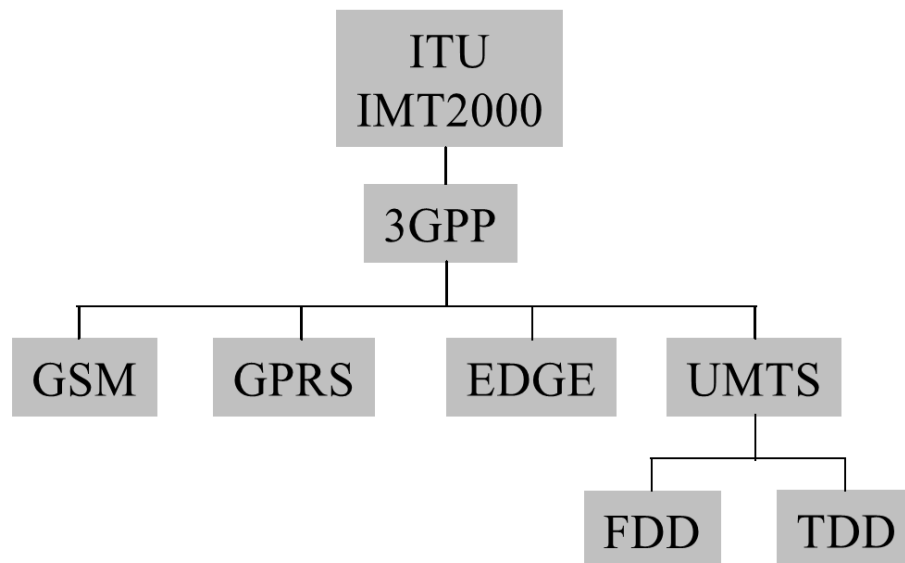 ITU
IMT2000
3GPP
GSM
GPRS
EDGE
UMTS
FDD
TDD